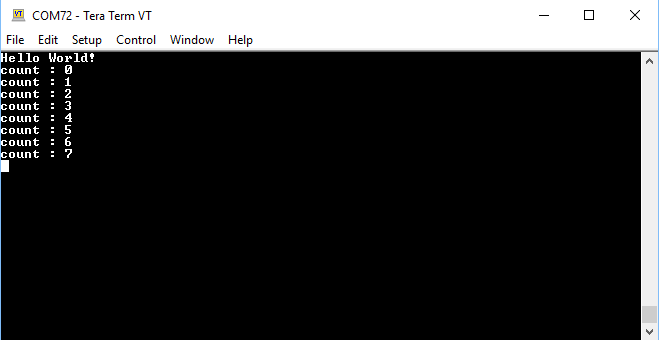 COM72 - Tera Term VT
File Edit Setup Control Window Help
Hello World!
count : 0
count : 1
count : 2
count : 3
count : 4
count : 5
count : 6
count : 7